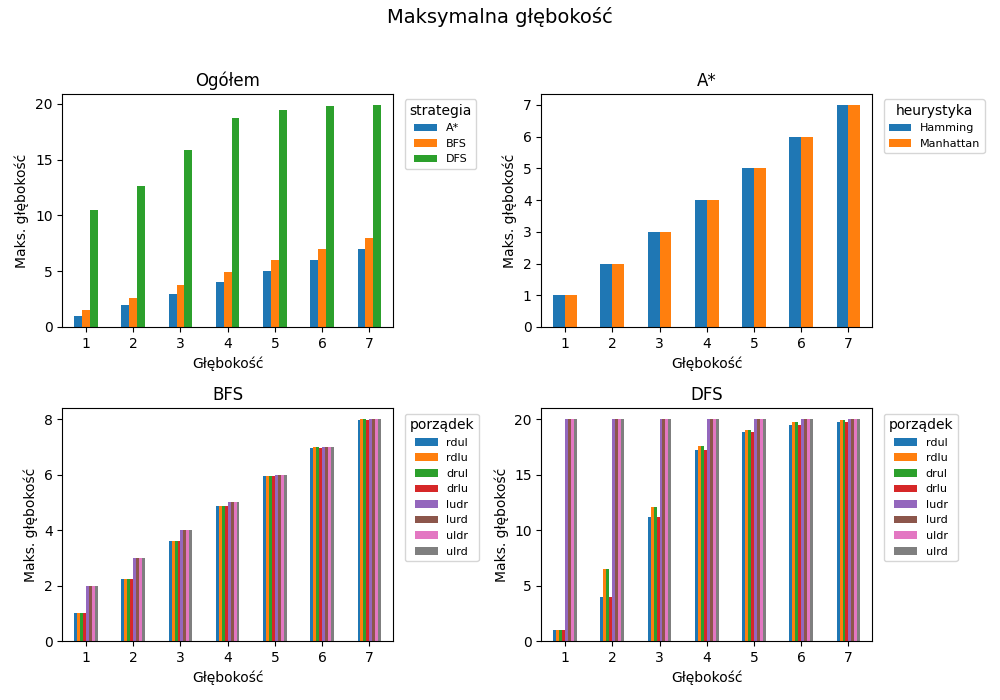 Maksymalna głębokość
Ogółem
Maks. głębokość
20
15
10
5
0
1 2 3 4 5 6 7
Głębokość
strategia
A*
BFS
DFS
A*
Maks. głębokość
7
6
5
4
3
2
1
0
1 2 3 4 5 6 7
Głębokość
heurystyka
Hamming
Manhattan
BFS
Maks. głębokość
8
6
4
2
0
1 2 3 4 5 6 7
Głębokość
porządek
rdul
rdlu
drul
drlu
ludr
lurd
uldr
ulrd
DFS
Maks. głębokość
20
15
10
5
0
1 2 3 4 5 6 7
Głębokość
porządek
rdul
rdlu
drul
drlu
ludr
lurd
uldr
ulrd